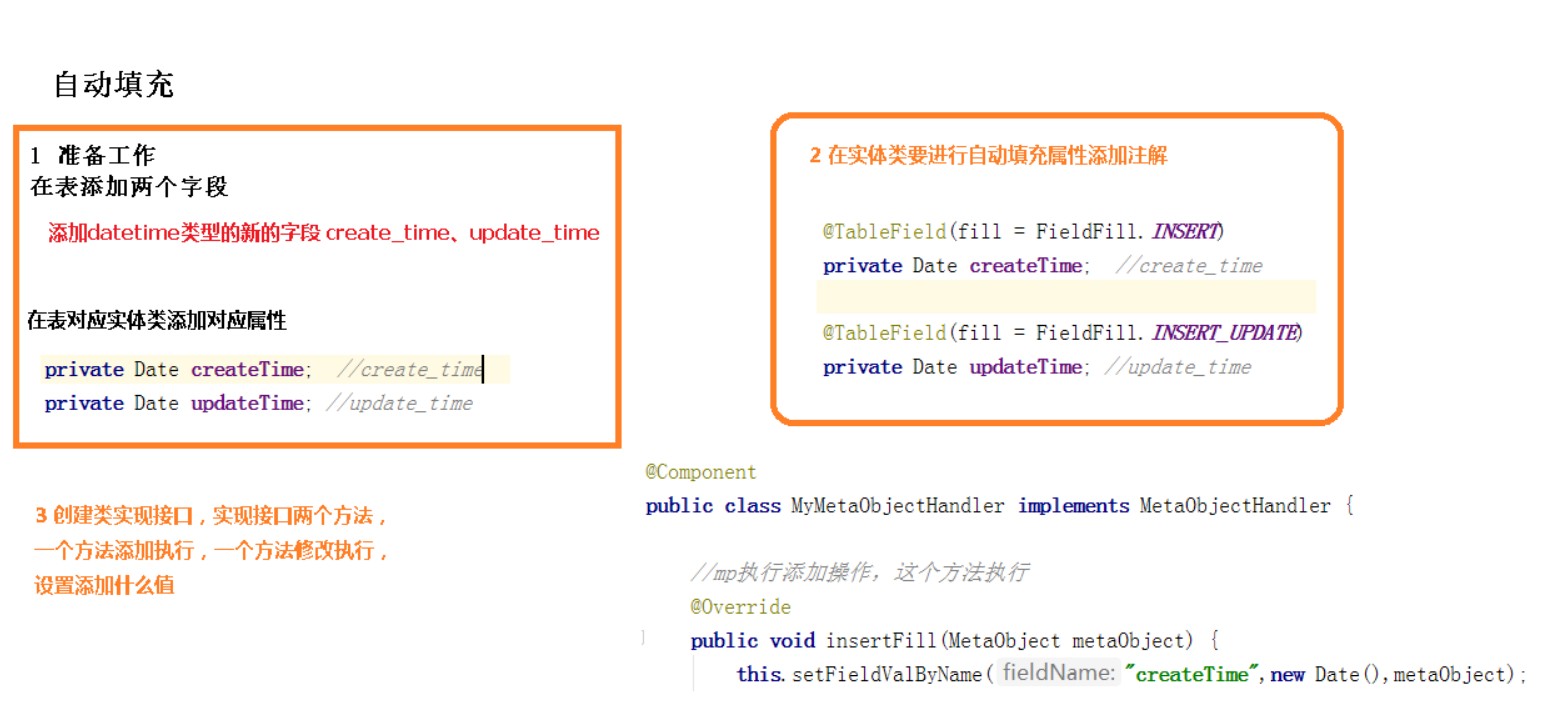 自动填充
1 准备工作
在表添加两个字段
添加datetime类型的新的字段 create_time、update_time
在表对应实体类添加对应属性
private Date createTime; //create_time
private Date updateTime; //update_time
2 在实体类要进行自动填充属性添加注解
@TableField(fill = FieldFill.INSERT)
private Date createTime; //create_time
@TableField(fill = FieldFill.INSERT_UPDATE)
private Date updateTime; //update_time
3 创建类实现接口，实现接口两个方法，
一个方法添加执行，一个方法修改执行，
设置添加什么值
@Component
public class MyMetaObjectHandler implements MetaObjectHandler {
//mp执行添加操作，这个方法执行
@Override
public void insertFill(MetaObject metaObject) {
this.setFieldValByName( fieldName: "createTime",new Date(),metaObject);